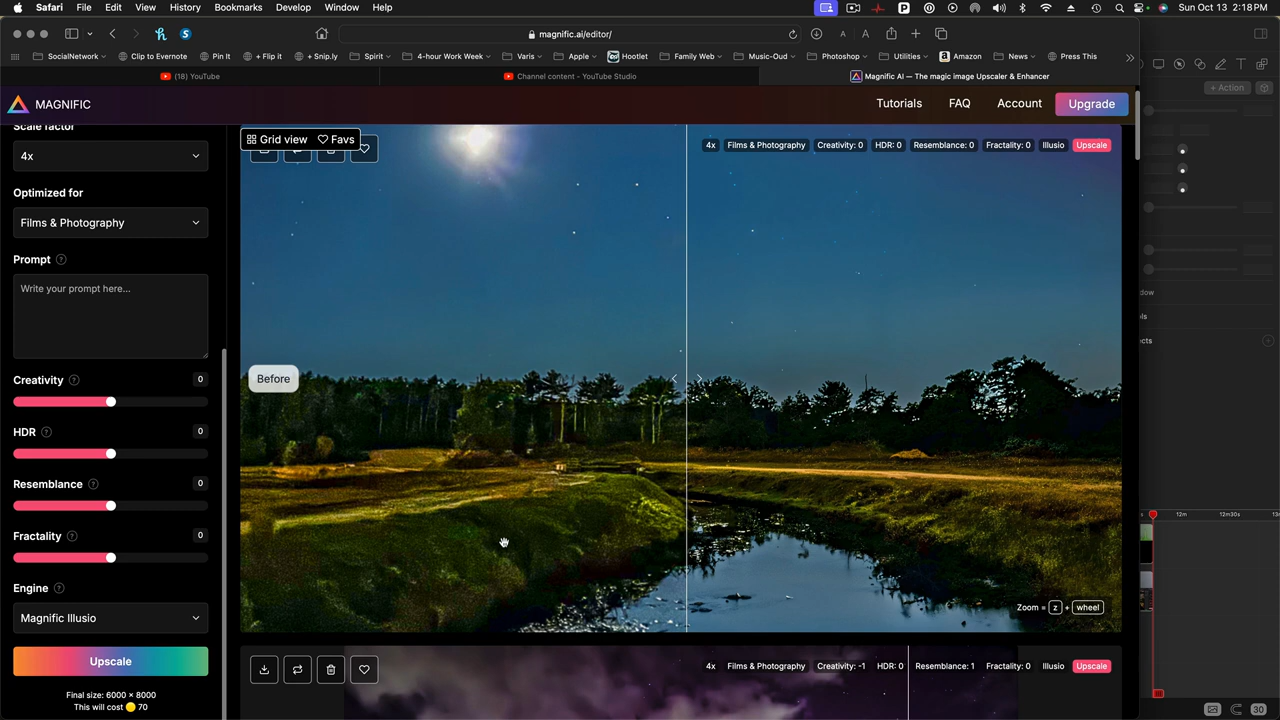 Safari File Edit View History Bookmarks Develop Window Help Sun Oct 13 2:18 PM
magnific.ai/editor/
SocialNetwork Clip to Evernote Pin It + Flip it + Snip.ly Spirit 4-hour Work Week Varis Apple Hootlet Family Web Music-Oud Photoshop Utilities Amazon News Press This
(18) YouTube Channel content - YouTube Studio Magnific AI — The magic image Upscaler & Enhancer
+ Action
MAGNIFIC Tutorials FAQ Account Upgrade
Scale factor
Grid view Favs
4x Films & Photography Creativity: 0 HDR: 0 Resemblance: 0 Fractality: 0 Illusio Upscale
4x
Optimized for
Films & Photography
Prompt ?
Write your prompt here...
Before
Creativity ? 0
HDR ? 0
Resemblance ? 0
Fractality ? 0
Engine ?
Magnific Illusio
Zoom = z + wheel
Upscale
Final size: 6000 × 8000
This will cost 70
4x Films & Photography Creativity: -1 HDR: 0 Resemblance: 1 Fractality: 0 Illusio Upscale
12m 12m30s
30